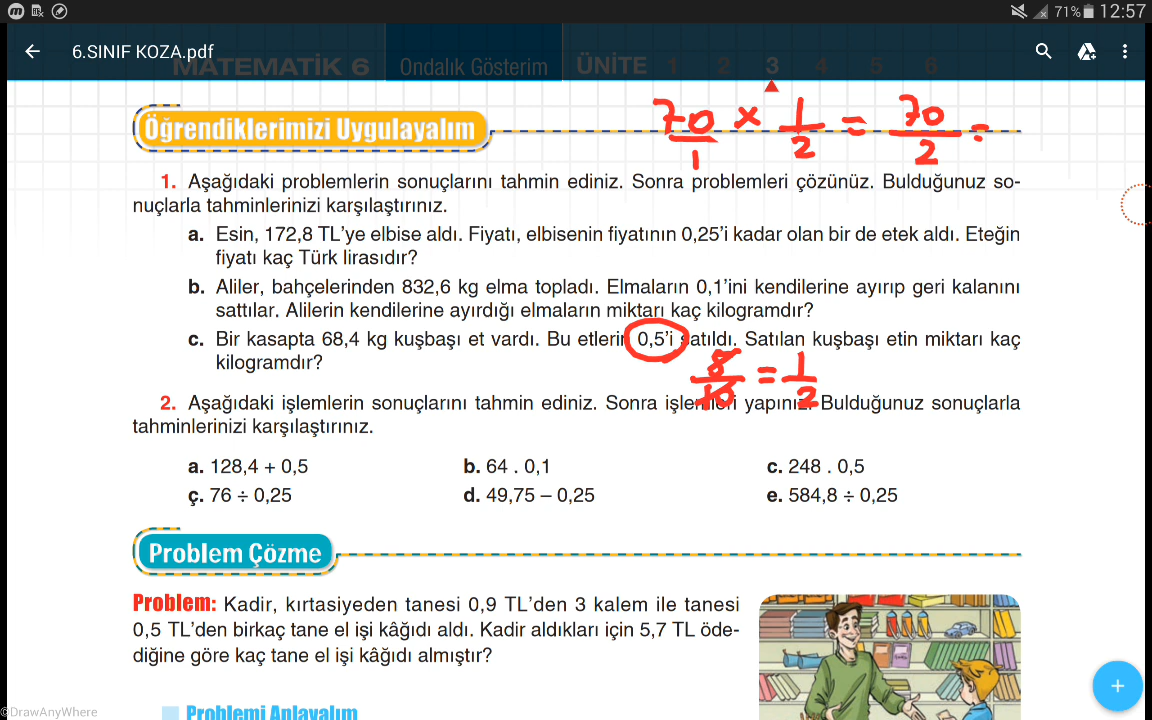 71% 12:57
6.SINIF KOZA.pdf
MATEMATİK 6 Ondalık Gösterim ÜNİTE 1 2 3 4 5 6
70/1 x 1/2 = 70/2 =
Öğrendiklerimizi Uygulayalım
1. Aşağıdaki problemlerin sonuçlarını tahmin ediniz. Sonra problemleri çözünüz. Bulduğunuz so-
nuçlarla tahminlerinizi karşılaştırınız.
a. Esin, 172,8 TL'ye elbise aldı. Fiyatı, elbisenin fiyatının 0,25'i kadar olan bir de etek aldı. Eteğin
fiyatı kaç Türk lirasıdır?
b. Aliler, bahçelerinden 832,6 kg elma topladı. Elmaların 0,1'ini kendilerine ayırıp geri kalanını
sattılar. Alilerin kendilerine ayırdığı elmaların miktarı kaç kilogramdır?
c. Bir kasapta 68,4 kg kuşbaşı et vardı. Bu etlerin 0,5'i satıldı. Satılan kuşbaşı etin miktarı kaç
kilogramdır?
5/10 = 1/2
2. Aşağıdaki işlemlerin sonuçlarını tahmin ediniz. Sonra işlemleri yapınız. Bulduğunuz sonuçlarla
tahminlerinizi karşılaştırınız.
a. 128,4 + 0,5 b. 64 . 0,1 c. 248 . 0,5
ç. 76 ÷ 0,25 d. 49,75 – 0,25 e. 584,8 ÷ 0,25
Problem Çözme
Problem: Kadir, kırtasiyeden tanesi 0,9 TL'den 3 kalem ile tanesi
0,5 TL'den birkaç tane el işi kâğıdı aldı. Kadir aldıkları için 5,7 TL öde-
diğine göre kaç tane el işi kâğıdı almıştır?
Problemi Anlayalım
©DrawAnyWhere